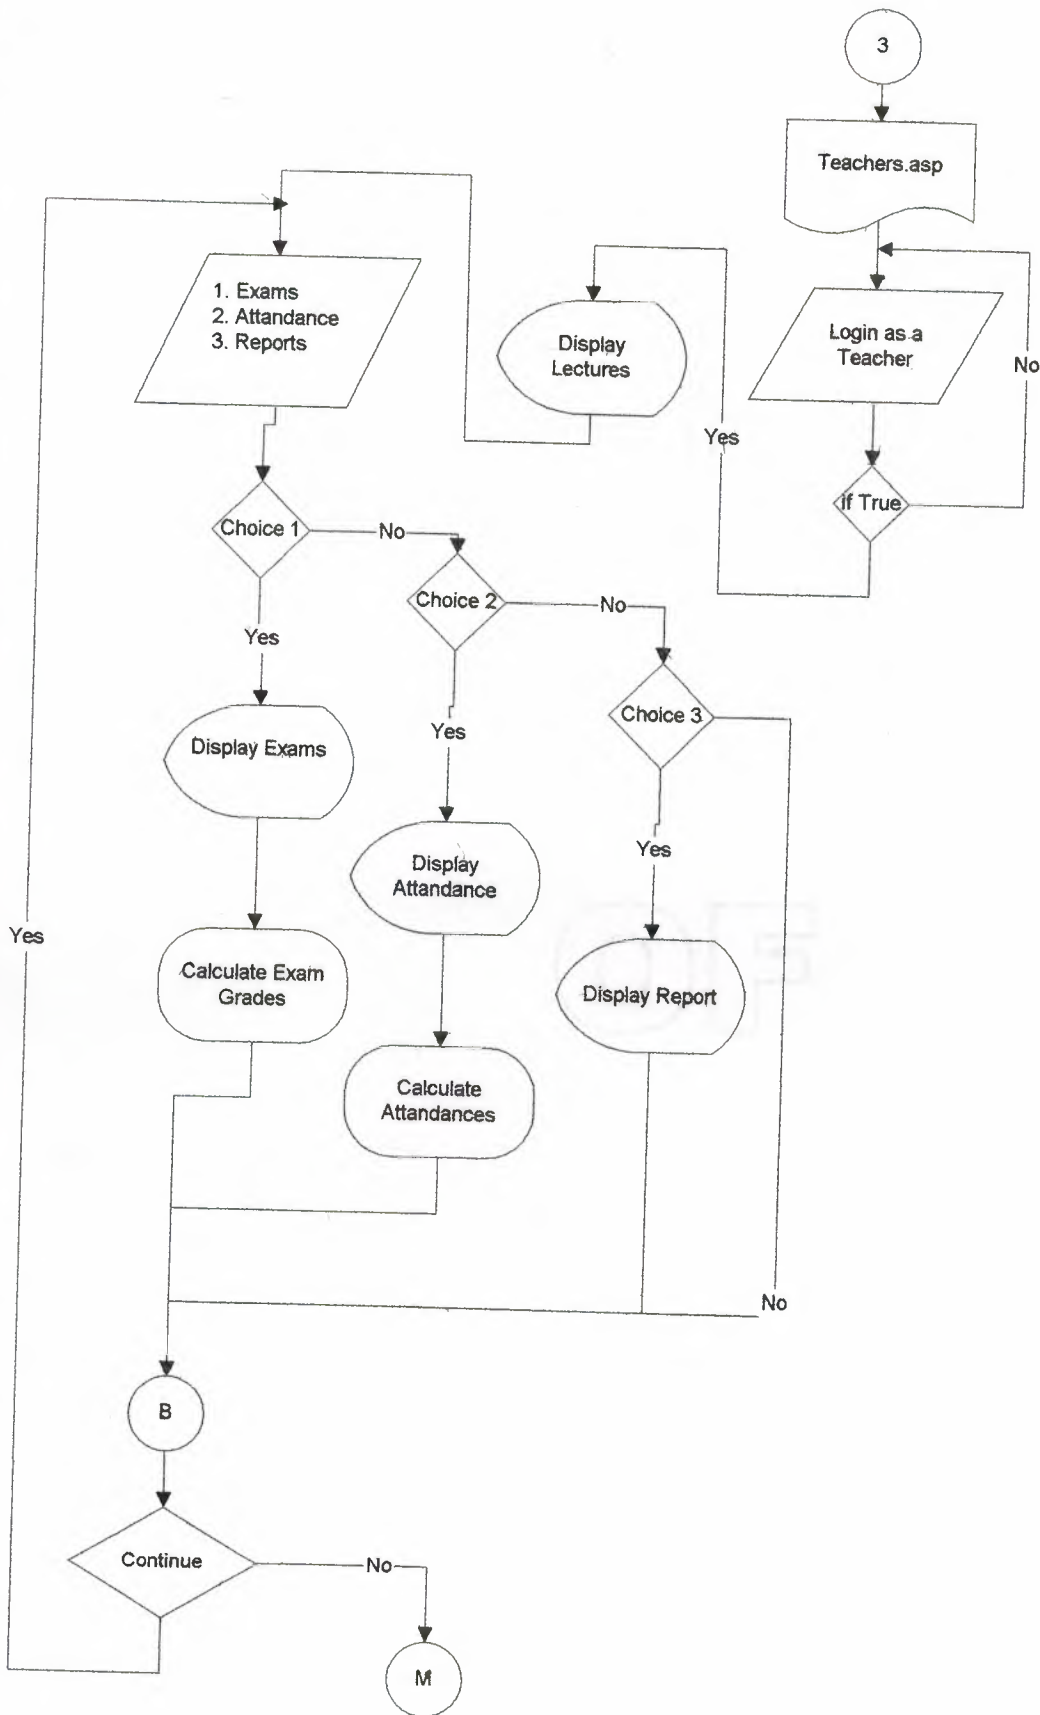 3
Teachers.asp
Login as a
Teacher
No
if True
Yes
Display
Lectures
1. Exams
2. Attandance
3. Reports
Choice 1
No
Choice 2
No
Choice 3
Yes
Display Exams
Calculate Exam
Grades
Yes
Display
Attandance
Calculate
Attandances
Yes
Display Report
No
B
Continue
No
M
Yes
OF